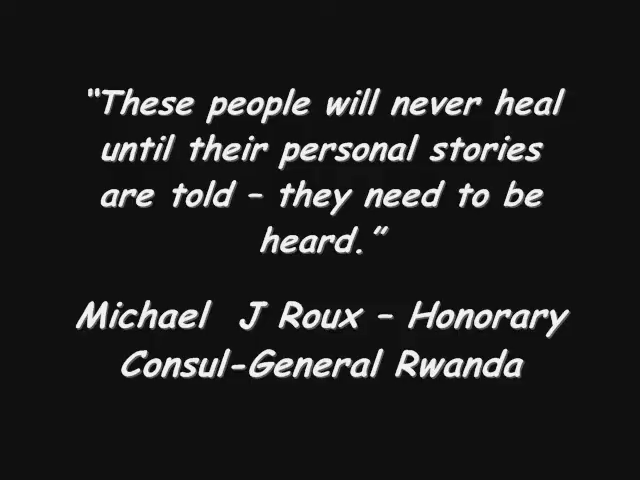 “These people will never heal
until their personal stories
are told – they need to be
heard.”
Michael J Roux – Honorary
Consul-General Rwanda